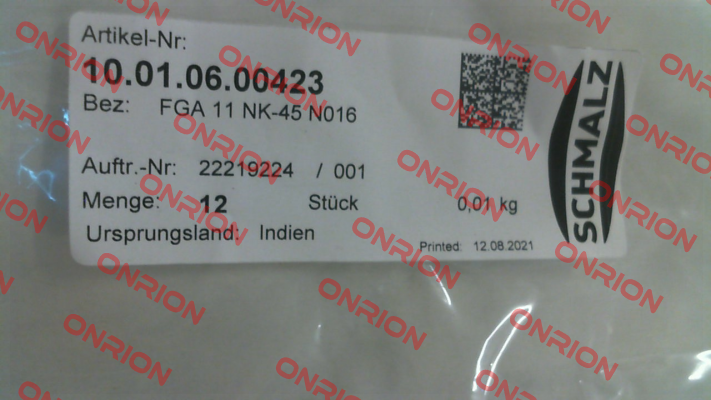 Artikel-Nr:
10.01.06.00423
Bez: FGA 11 NK-45 N016
Auftr.-Nr: 22219224 / 001
Menge: 12 Stück 0,01 kg
Ursprungsland: Indien
Printed: 12.08.2021
SCHMALZ
ONRION